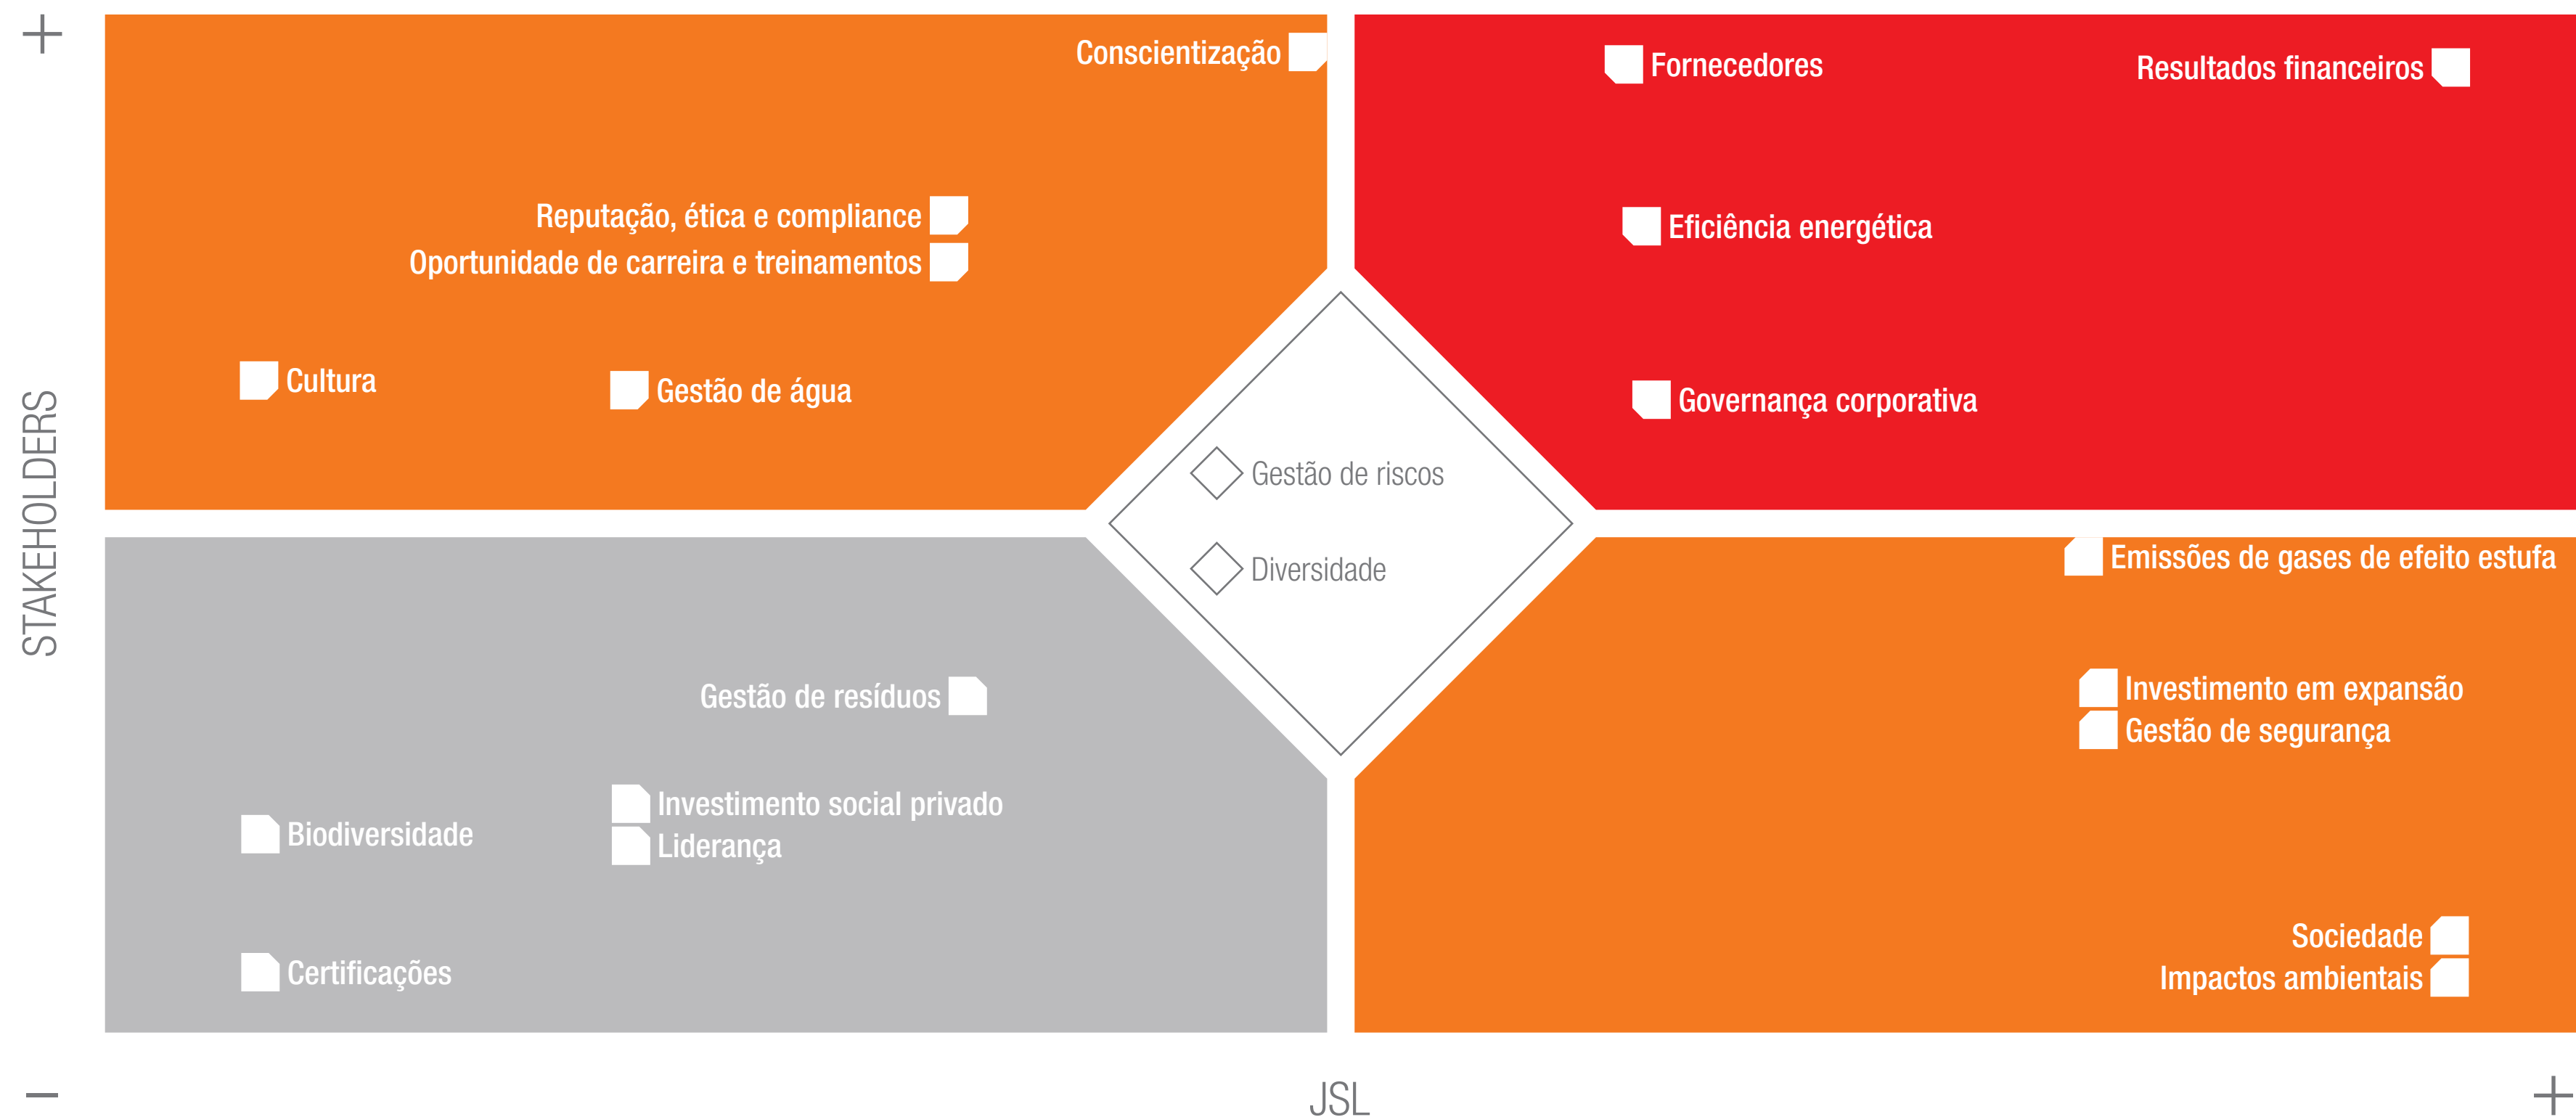 +
Conscientização
Fornecedores
Resultados financeiros
Reputação, ética e compliance
Oportunidade de carreira e treinamentos
Eficiência energética
Cultura
Gestão de água
Governança corporativa
STAKEHOLDERS
Gestão de riscos
Diversidade
Emissões de gases de efeito estufa
Gestão de resíduos
Investimento em expansão
Gestão de segurança
Investimento social privado
Liderança
Biodiversidade
Certificações
Sociedade
Impactos ambientais
–
JSL
+